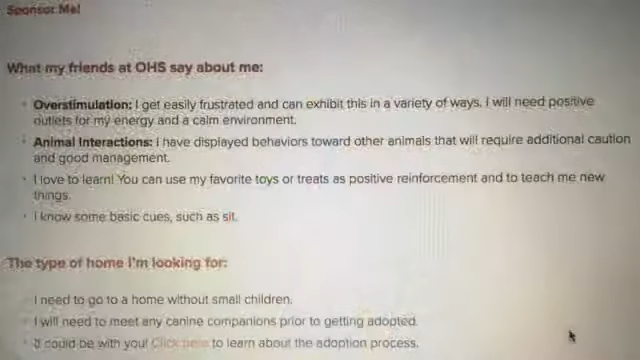 Sponsor Me!
What my friends at OHS say about me:
Overstimulation: I get easily frustrated and can exhibit this in a variety of ways. I will need positive
outlets for my energy and a calm environment.
Animal Interactions: I have displayed behaviors toward other animals that will require additional caution
and good management.
I love to learn! You can use my favorite toys or treats as positive reinforcement and to teach me new
things.
I know some basic cues, such as sit.
The type of home I'm looking for:
I need to go to a home without small children.
I will need to meet any canine companions prior to getting adopted.
It could be with you! Click here to learn about the adoption process.